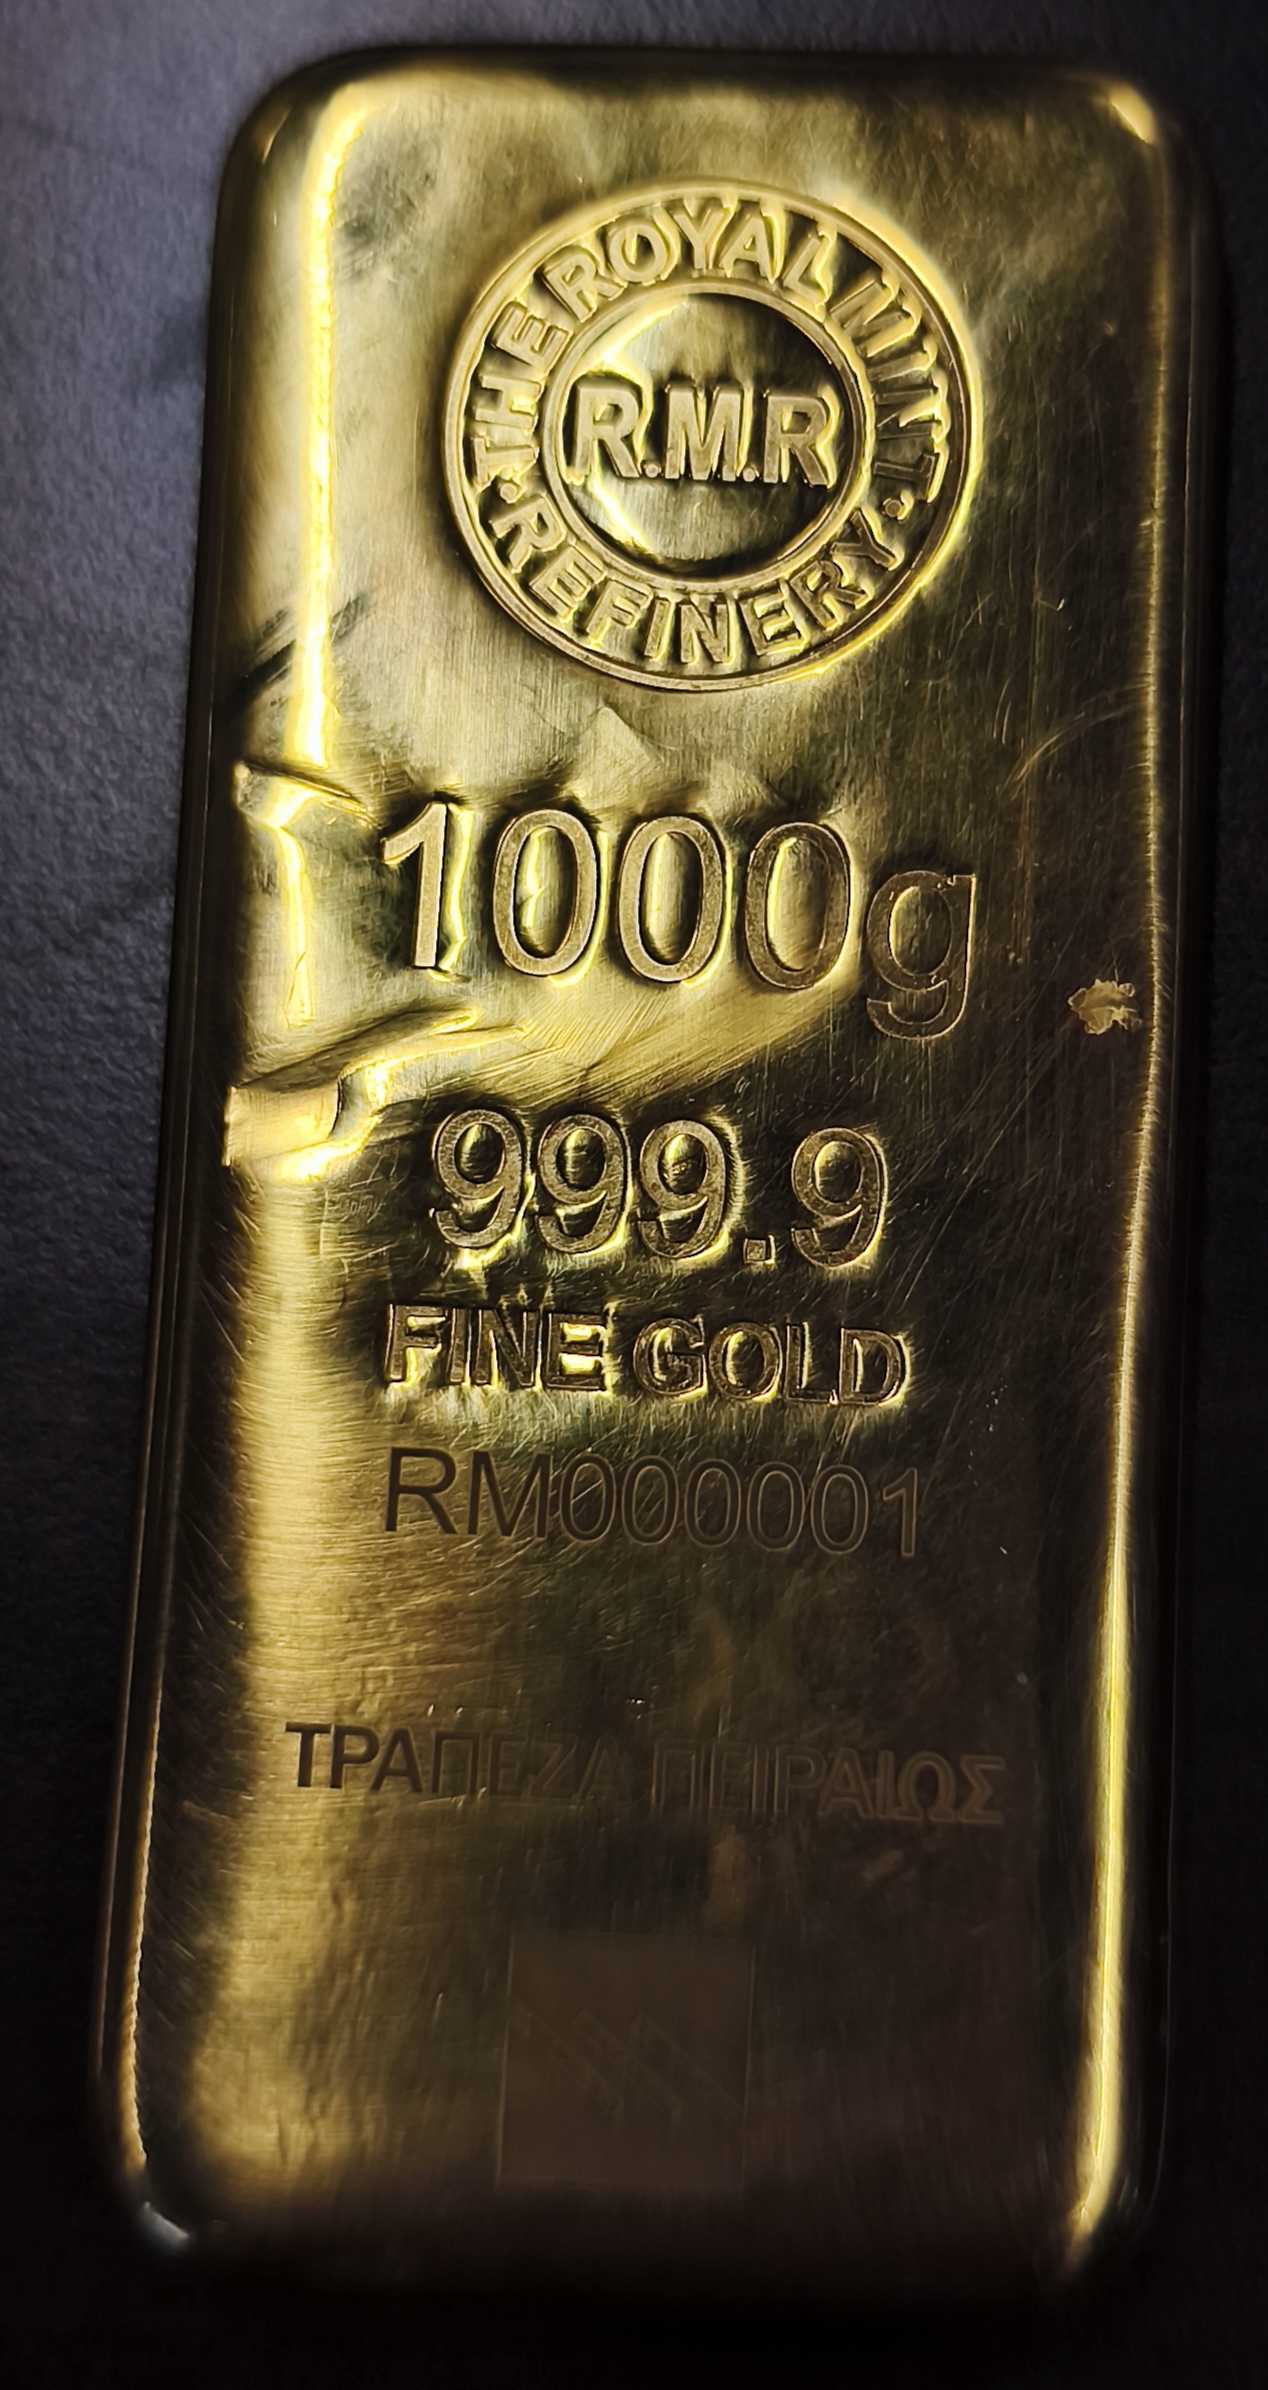 THE ROYAL MINT
R.M.R
·REFINERY·
1000g
999.9
FINE GOLD
RM000001
ΤΡΑΠΕΖΑ ΠΕΙΡΑΙΩΣ